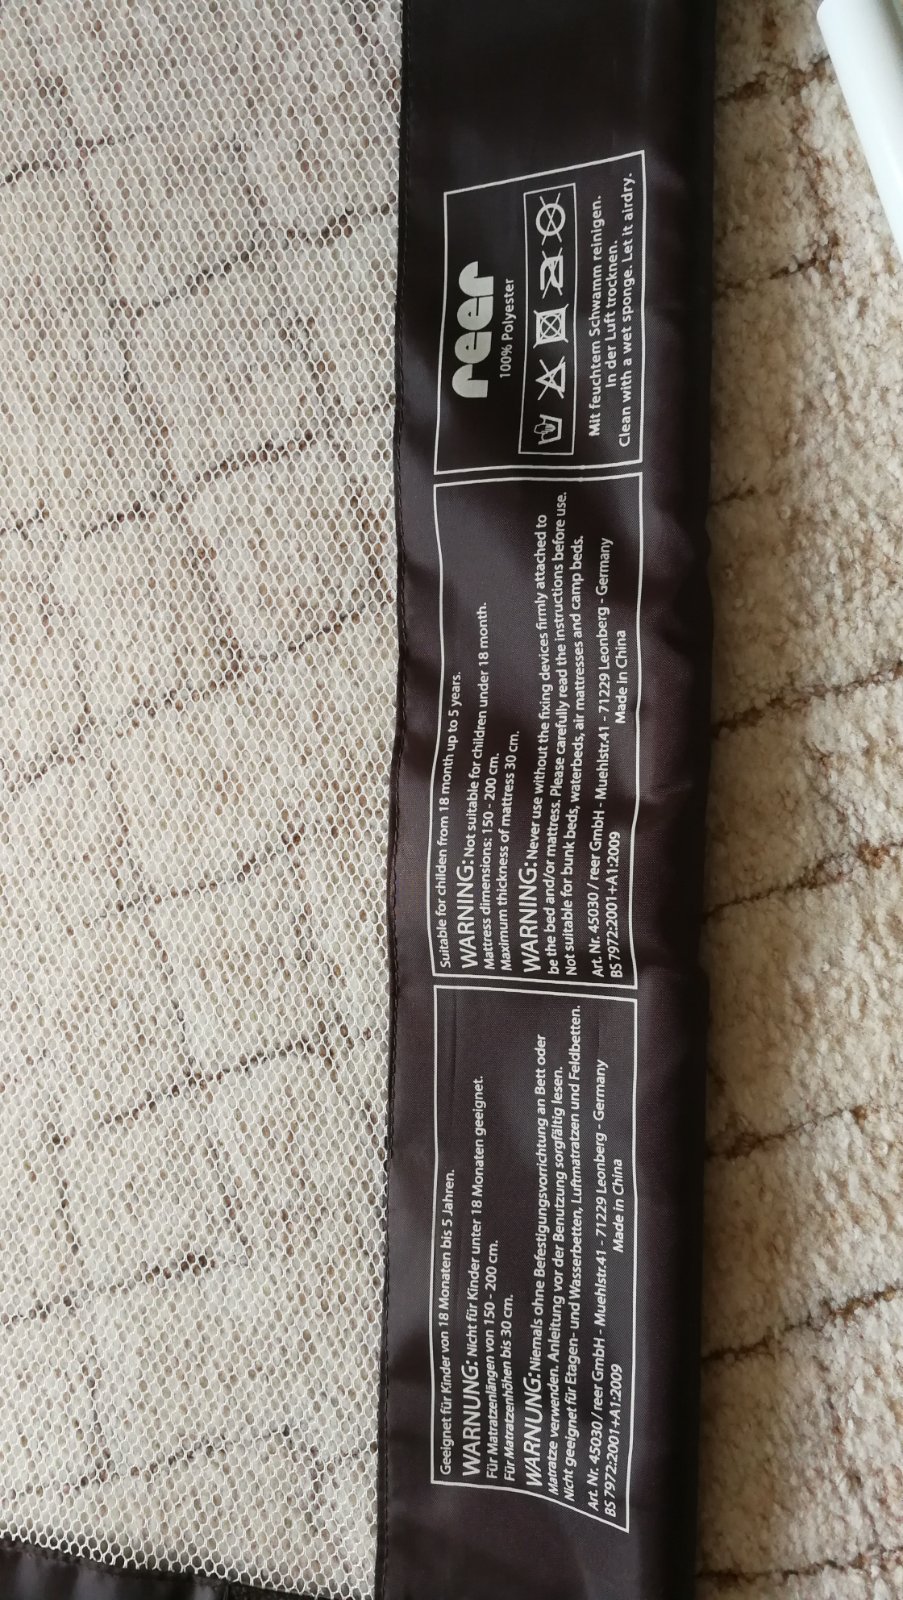 Geeignet für Kinder von 18 Monaten bis 5 Jahren.
WARNUNG: Nicht für Kinder unter 18 Monaten geeignet.
Für Matratzenlängen von 150 - 200 cm.
Für Matratzenhöhen bis 30 cm.
WARNUNG: Niemals ohne Befestigungsvorrichtung an Bett oder
Matratze verwenden. Anleitung vor der Benutzung sorgfältig lesen.
Nicht geeignet für Etagen- und Wasserbetten, Luftmatratzen und Feldbetten.
Art. Nr. 45030 / reer GmbH - Muehlstr.41 - 71229 Leonberg - Germany
BS 7972:2001+A1:2009
Made in China
Suitable for childen from 18 month up to 5 years.
WARNING: Not suitable for children under 18 month.
Mattress dimensions: 150 - 200 cm.
Maximum thickness of mattress 30 cm.
WARNING: Never use without the fixing devices firmly attached to
be the bed and/or mattress. Please carefully read the instructions before use.
Not suitable for bunk beds, waterbeds, air mattresses and camp beds.
Art. Nr. 45030 / reer GmbH - Muehlstr.41 - 71229 Leonberg - Germany
BS 7972:2001+A1:2009
Made in China
reer
100% Polyester
Mit feuchtem Schwamm reinigen.
In der Luft trocknen.
Clean with a wet sponge. Let it airdry.